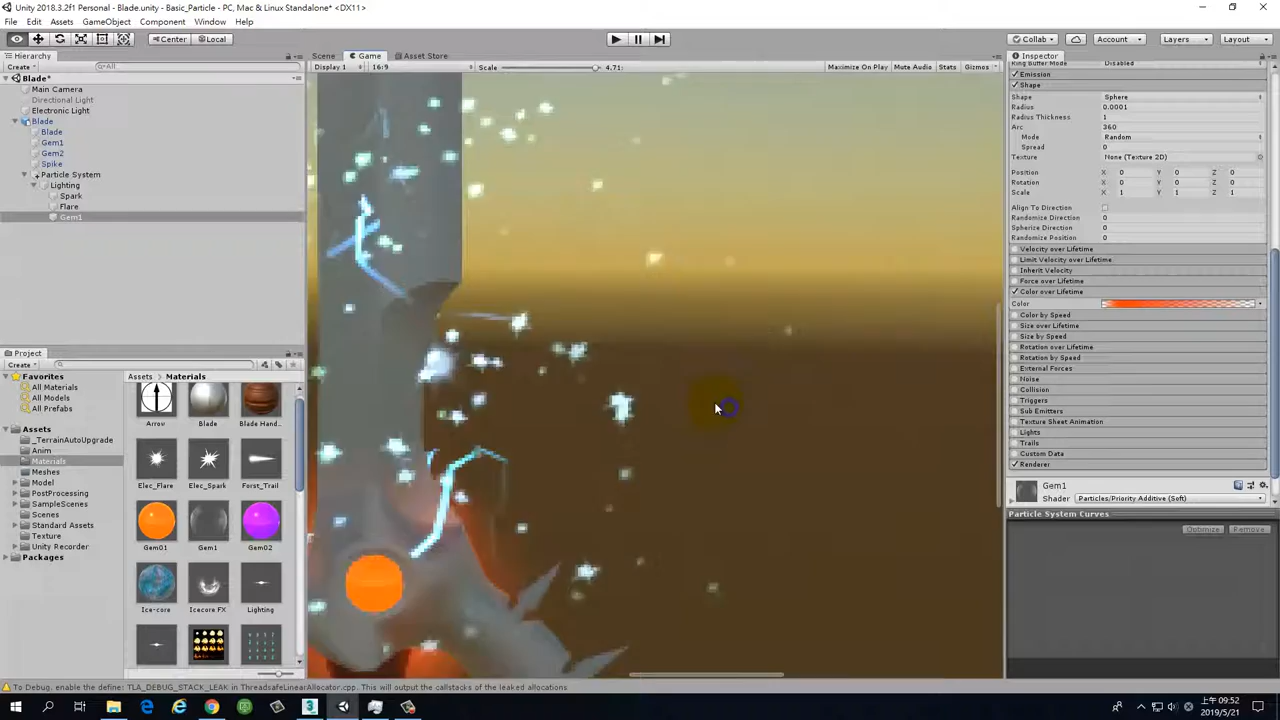 Unity 2018.3.2f1 Personal - Blade.unity - Basic_Particle - PC, Mac & Linux Standalone* <DX11>
File Edit Assets GameObject Component Window Help
Center Local
Collab Account Layers Layout
Hierarchy
Create All
Blade*
Main Camera
Directional Light
Electronic Light
Blade
Blade
Gem1
Gem2
Spike
Particle System
Lighting
Spark
Flare
Gem1
Scene Game Asset Store
Display 1 16:9 Scale 4.71: Maximize On Play Mute Audio Stats Gizmos
Inspector
Ring Buffer Mode Disabled
Emission
Shape
Shape Sphere
Radius 0.0001
Radius Thickness 1
Arc 360
Mode Random
Spread 0
Texture None (Texture 2D)
Position X 0 Y 0 Z 0
Rotation X 0 Y 0 Z 0
Scale X 1 Y 1 Z 1
Align To Direction
Randomize Direction 0
Spherize Direction 0
Randomize Position 0
Velocity over Lifetime
Limit Velocity over Lifetime
Inherit Velocity
Force over Lifetime
Color over Lifetime
Color
Color by Speed
Size over Lifetime
Size by Speed
Rotation over Lifetime
Rotation by Speed
External Forces
Noise
Collision
Triggers
Sub Emitters
Texture Sheet Animation
Lights
Trails
Custom Data
Renderer
Gem1
Shader Particles/Priority Additive (Soft)
Particle System Curves
Optimize Remove
Project
Create
Favorites
All Materials
All Models
All Prefabs
Assets
_TerrainAutoUpgrade
Anim
Materials
Meshes
Model
PostProcessing
SampleScenes
Scenes
Standard Assets
Texture
Unity Recorder
Packages
Assets Materials
Arrov Blade Blade Hand...
Elec_Flare Elec_Spark Forst_Trail
Gem01 Gem1 Gem02
Ice-core Icecore FX Lighting
To Debug, enable the define: TLA_DEBUG_STACK_LEAK in ThreadsafeLinearAllocator.cpp. This will output the callstacks of the leaked allocations
上午 09:52
2019/5/21